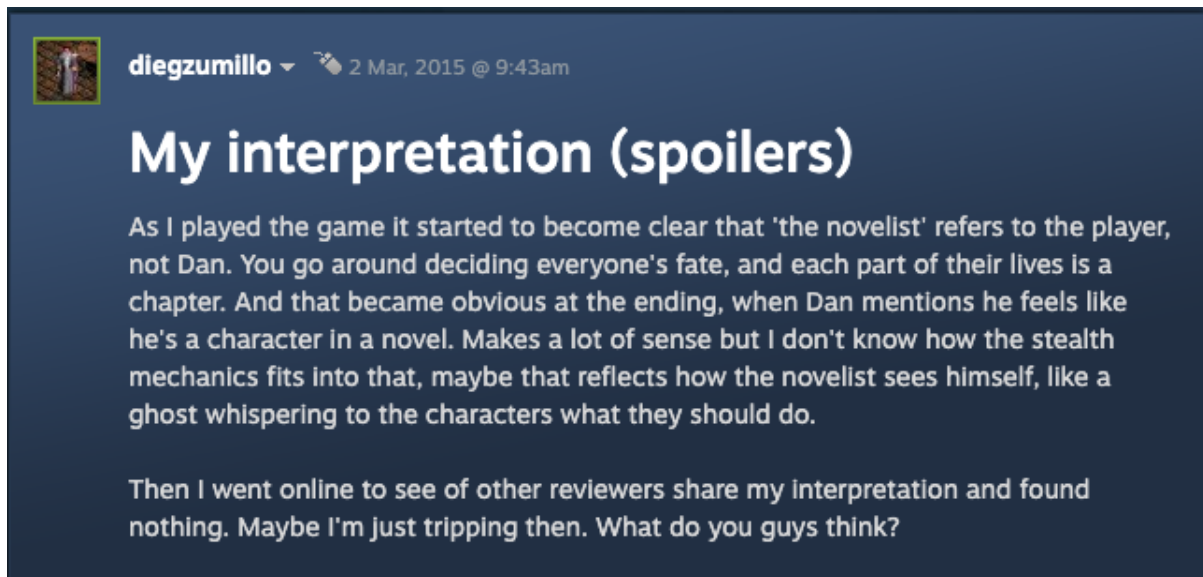 diegzumillo 2 Mar, 2015 @ 9:43am
My interpretation (spoilers)
As I played the game it started to become clear that 'the novelist' refers to the player,
not Dan. You go around deciding everyone's fate, and each part of their lives is a
chapter. And that became obvious at the ending, when Dan mentions he feels like
he's a character in a novel. Makes a lot of sense but I don't know how the stealth
mechanics fits into that, maybe that reflects how the novelist sees himself, like a
ghost whispering to the characters what they should do.
Then I went online to see of other reviewers share my interpretation and found
nothing. Maybe I'm just tripping then. What do you guys think?